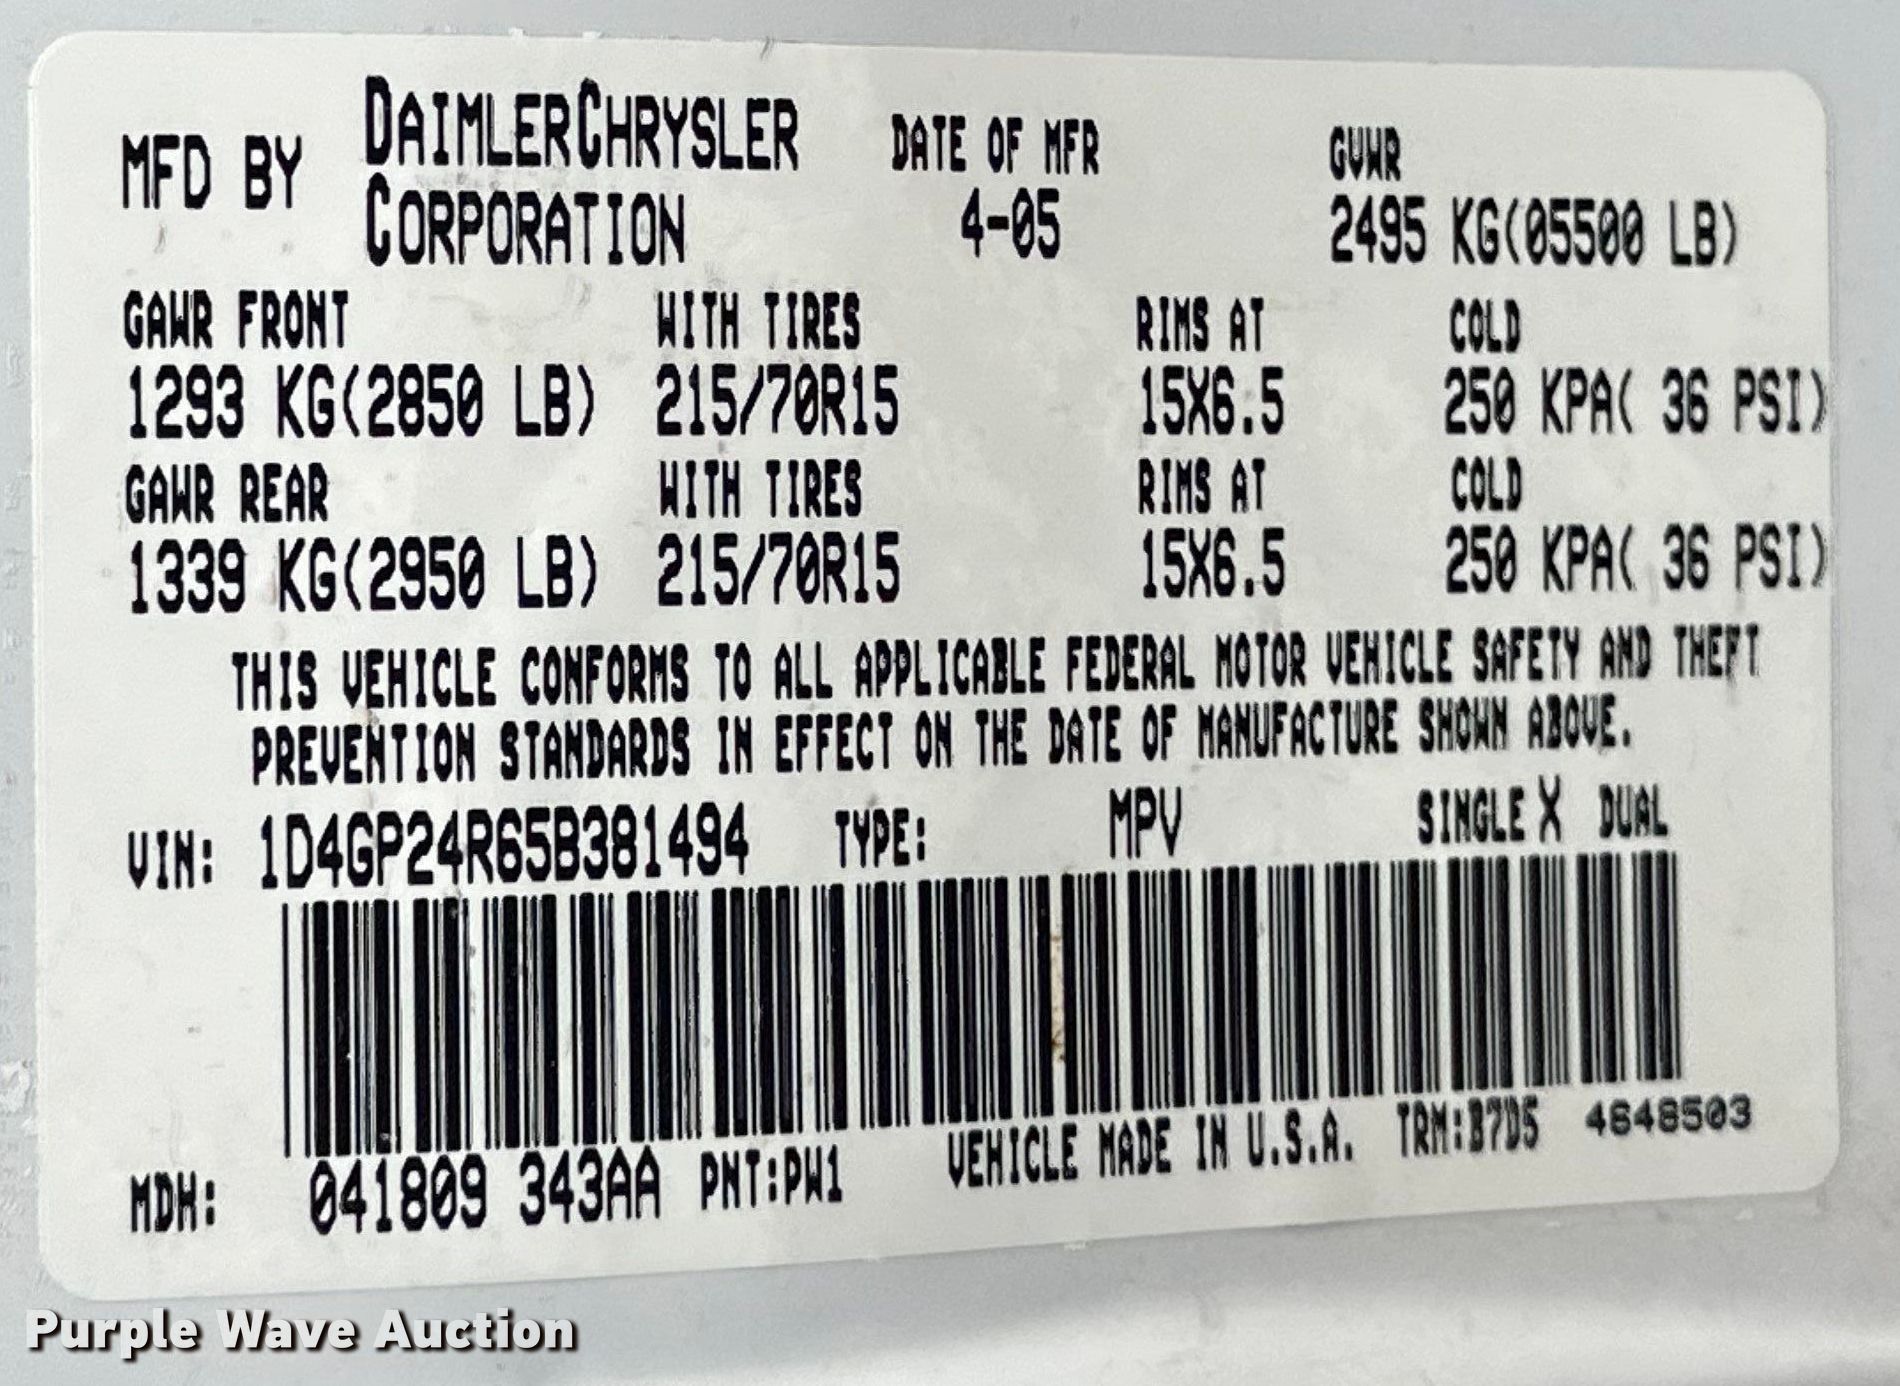 MFD BY DAIMLERCHRYSLER CORPORATION
DATE OF MFR
4-05
GVWR
2495 KG(05500 LB)
GAWR FRONT WITH TIRES RIMS AT COLD
1293 KG(2850 LB) 215/70R15 15X6.5 250 KPA( 36 PSI)
GAWR REAR WITH TIRES RIMS AT COLD
1339 KG(2950 LB) 215/70R15 15X6.5 250 KPA( 36 PSI)
THIS VEHICLE CONFORMS TO ALL APPLICABLE FEDERAL MOTOR VEHICLE SAFETY AND THEFT
PREVENTION STANDARDS IN EFFECT ON THE DATE OF MANUFACTURE SHOWN ABOVE.
VIN: 1D4GP24R65B381494 TYPE: MPV SINGLE X DUAL
MDH: 041809 343AA PNT:PW1 VEHICLE MADE IN U.S.A. TRM:B7D5 4648503
Purple Wave Auction